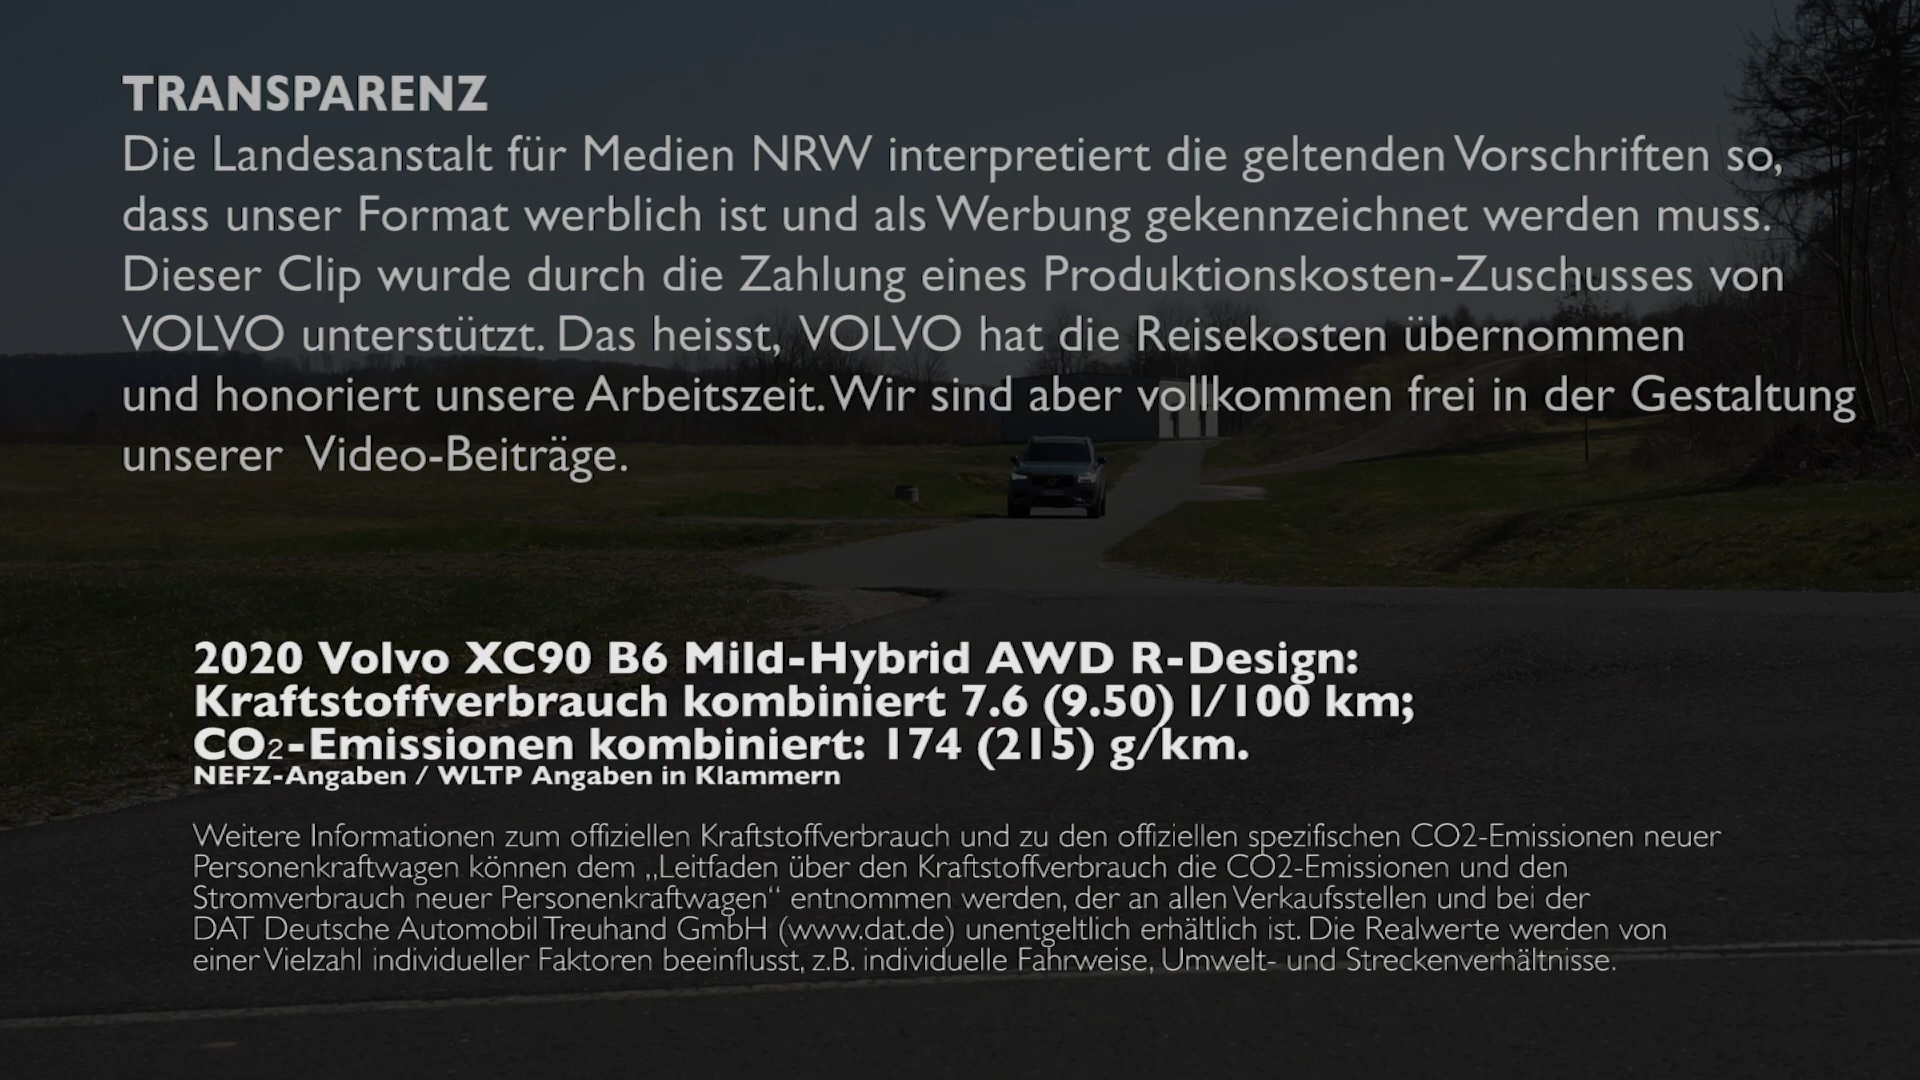 TRANSPARENZ
Die Landesanstalt für Medien NRW interpretiert die geltenden Vorschriften so,
dass unser Format werblich ist und als Werbung gekennzeichnet werden muss.
Dieser Clip wurde durch die Zahlung eines Produktionskosten-Zuschusses von
VOLVO unterstützt. Das heisst, VOLVO hat die Reisekosten übernommen
und honoriert unsere Arbeitszeit. Wir sind aber vollkommen frei in der Gestaltung
unserer Video-Beiträge.
2020 Volvo XC90 B6 Mild-Hybrid AWD R-Design:
Kraftstoffverbrauch kombiniert 7.6 (9.50) l/100 km;
CO2-Emissionen kombiniert: 174 (215) g/km.
NEFZ-Angaben / WLTP Angaben in Klammern
Weitere Informationen zum offiziellen Kraftstoffverbrauch und zu den offiziellen spezifischen CO2-Emissionen neuer
Personenkraftwagen können dem „Leitfaden über den Kraftstoffverbrauch die CO2-Emissionen und den
Stromverbrauch neuer Personenkraftwagen“ entnommen werden, der an allen Verkaufsstellen und bei der
DAT Deutsche Automobil Treuhand GmbH (www.dat.de) unentgeltlich erhältlich ist. Die Realwerte werden von
einer Vielzahl individueller Faktoren beeinflusst, z.B. individuelle Fahrweise, Umwelt- und Streckenverhältnisse.